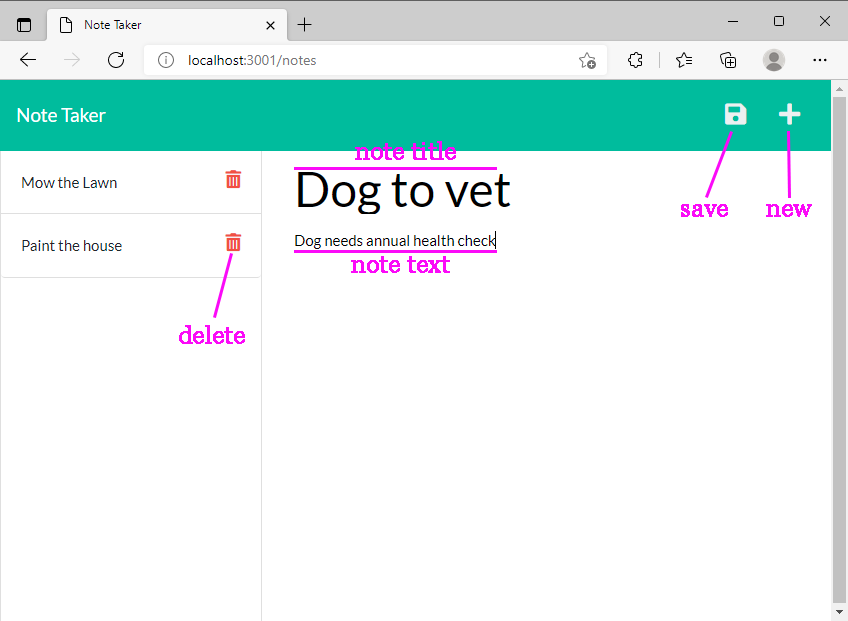 Note Taker
localhost:3001/notes
Note Taker
note title
Mow the Lawn
Dog to vet
save
new
Paint the house
Dog needs annual health check
note text
delete